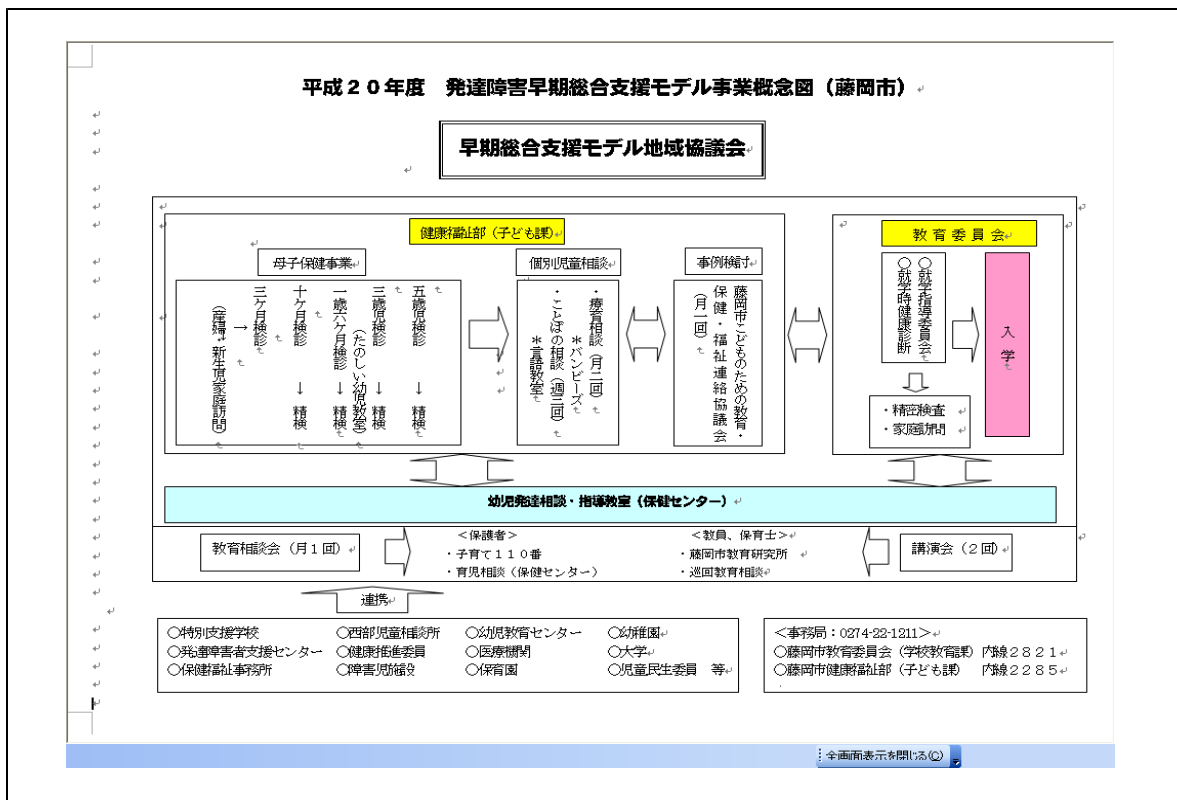 平成２０年度　発達障害早期総合支援モデル事業概念図（藤岡市）
早期総合支援モデル地域協議会
健康福祉部（子ども課）
母子保健事業
五歳児検診　→　精検
三歳児検診　→　精検
（たのしい幼児教室）
一歳六ケ月検診　→　精検
十ケ月検診　→　精検
三ケ月検診
→
（産婦・新生児家庭訪問）
個別児童相談
・療育相談（月二回）
＊バンビーズ
・ことばの相談（週三回）
＊言語教室
事例検討
藤岡市こどものための教育・
保健・福祉連絡協議会
（月一回）
教育委員会
○就学指導委員会
○就学時健康診断
入学
・精密検査
・家庭訪問
幼児発達相談・指導教室（保健センター）
教育相談会（月１回）
＜保護者＞
・子育て１１０番
・育児相談（保健センター）
＜教員、保育士＞
・藤岡市教育研究所
・巡回教育相談
講演会（２回）
連携
○特別支援学校　○西部児童相談所　○幼児教育センター　○幼稚園
○発達障害者支援センター　○健康推進委員　○医療機関　○大学
○保健福祉事務所　○障害児施設　○保育園　○児童民生委員　等
＜事務局：0274-22-1211＞
○藤岡市教育委員会（学校教育課）内線２８２１
○藤岡市健康福祉部（子ども課）　内線２２８５
全画面表示を閉じる(C)